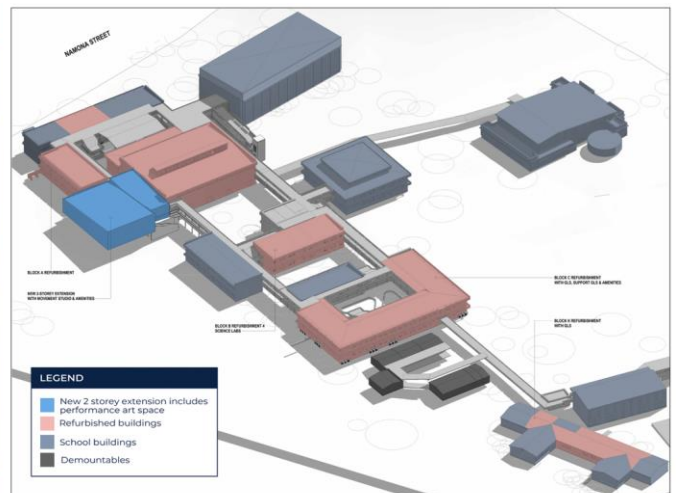 NAMONA STREET
BLOCK A REFURBISHMENT
NEW 2-STOREY EXTENSION
WITH MOVEMENT STUDIO & AMENITIES
BLOCK B REFURBISHMENT 4
SCIENCE LABS
BLOCK C REFURBISHMENT
WITH GLS, SUPPORT GLS & AMENITIES
BLOCK K REFURBISHMENT
WITH GLS
LEGEND
New 2 storey extension includes
performance art space
Refurbished buildings
School buildings
Demountables